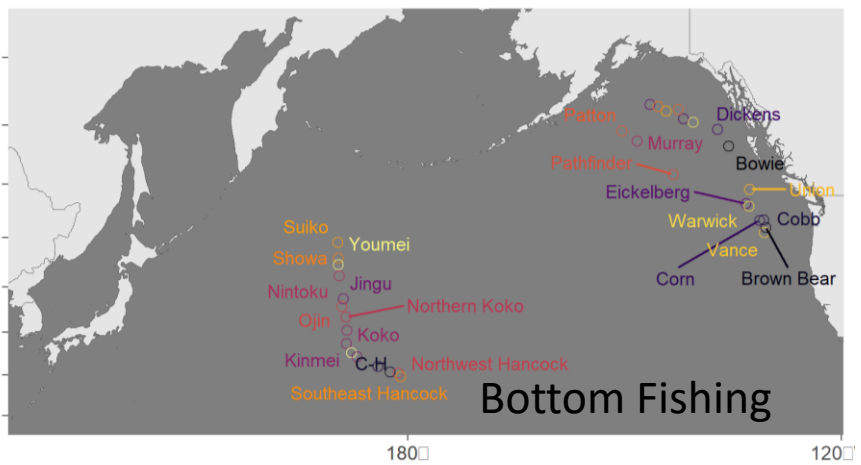 Patton
Dickens
Murray
Bowie
Pathfinder
Eickelberg
Union
Warwick
Cobb
Vance
Corn
Brown Bear
Suiko
Youmei
Showa
Jingu
Nintoku
Northern Koko
Ojin
Koko
Kinmei
C-H
Northwest Hancock
Southeast Hancock
Bottom Fishing
180□
120□